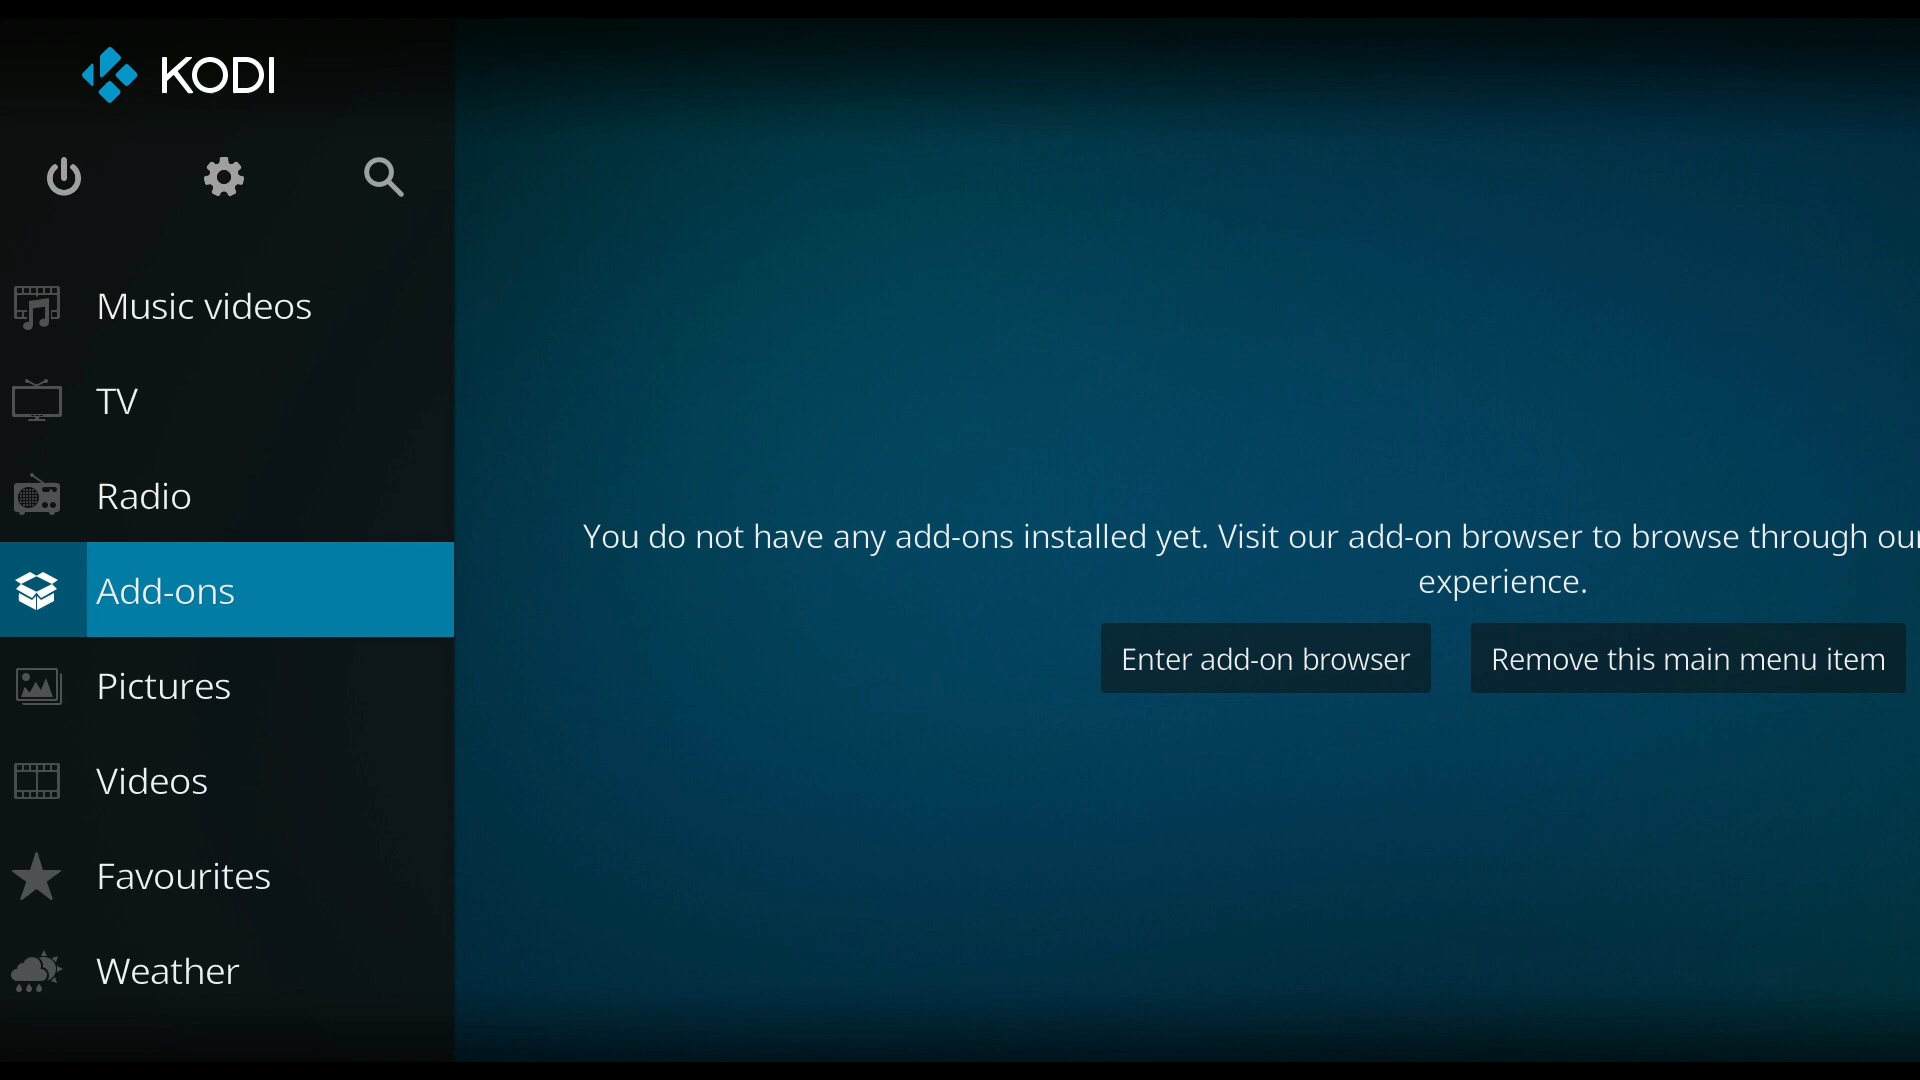 KODI
Music videos
TV
Radio
Add-ons
Pictures
Videos
Favourites
Weather
You do not have any add-ons installed yet. Visit our add-on browser to browse through our
experience.
Enter add-on browser
Remove this main menu item